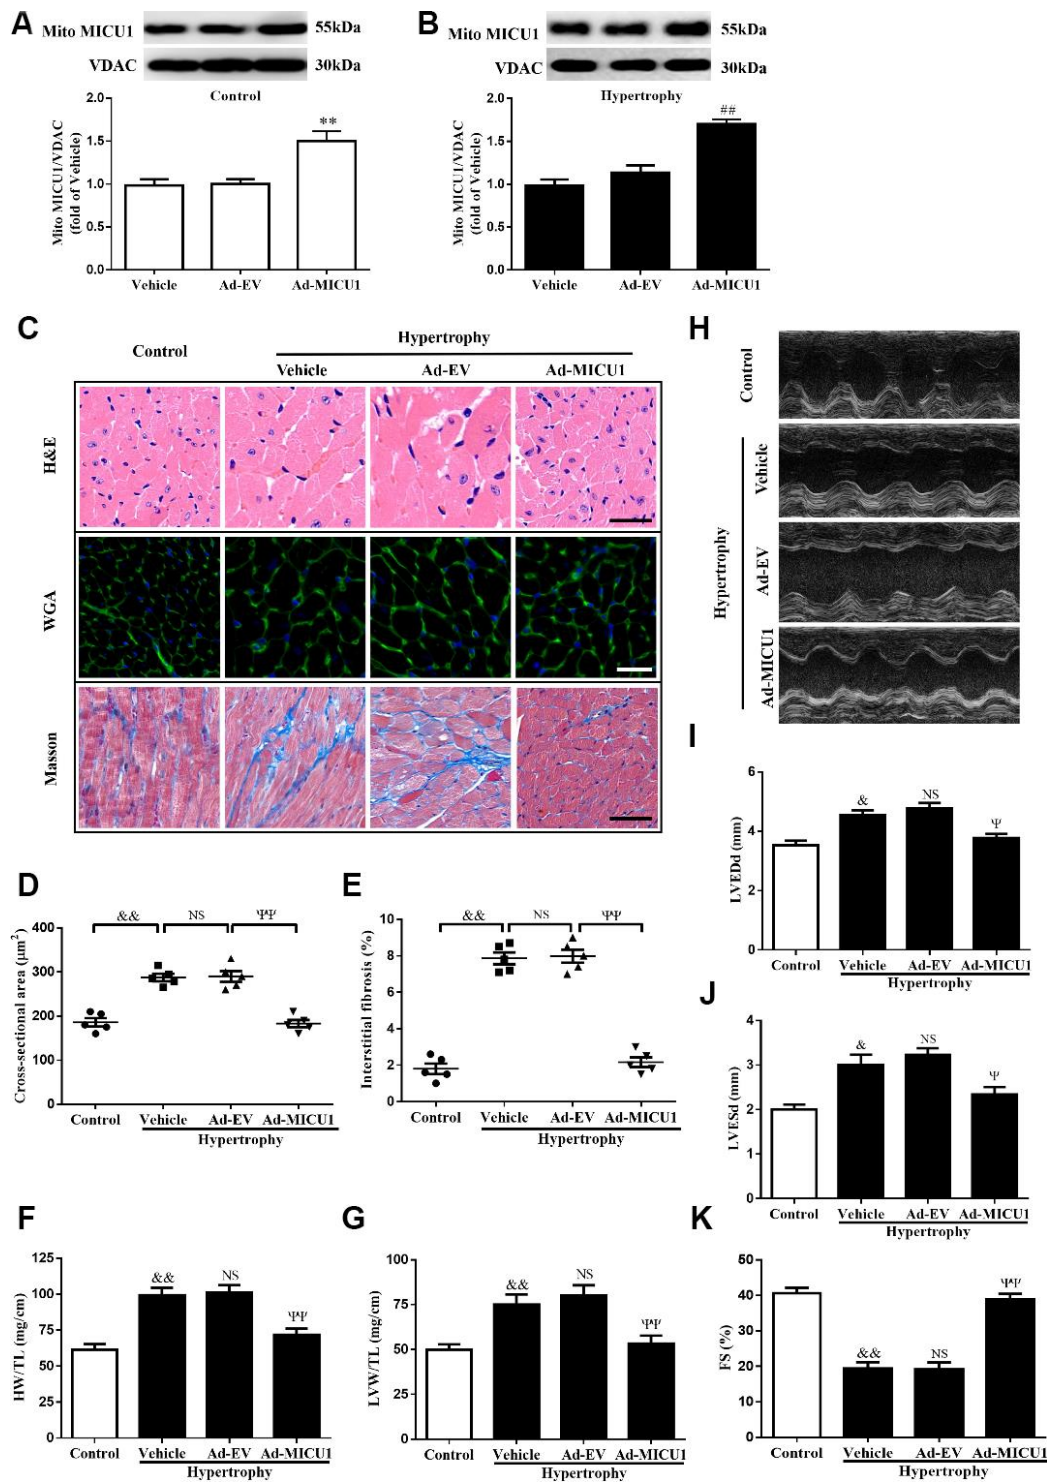 A
Mito MICU1
55kDa
VDAC
30kDa
Control
2.0
1.5
1.0
0.5
0.0
Mito MICU1/VDAC
(fold of Vehicle)
**
Vehicle
Ad-EV
Ad-MICU1
B
Mito MICU1
55kDa
VDAC
30kDa
Hypertrophy
2.0
1.5
1.0
0.5
0.0
Mito MICU1/VDAC
(fold of Vehicle)
##
Vehicle
Ad-EV
Ad-MICU1
C
Control
Hypertrophy
Vehicle
Ad-EV
Ad-MICU1
H&E
WGA
Masson
D
Cross-sectional area (μm²)
400
300
200
100
0
&&
NS
ΨΨ
Control
Vehicle
Ad-EV
Ad-MICU1
Hypertrophy
E
Interstitial fibrosis (%)
10
8
6
4
2
0
&&
NS
ΨΨ
Control
Vehicle
Ad-EV
Ad-MICU1
Hypertrophy
F
HW/TL (mg/cm)
125
100
75
50
25
0
&&
NS
ΨΨ
Control
Vehicle
Ad-EV
Ad-MICU1
Hypertrophy
G
LVW/TL (mg/cm)
100
75
50
25
0
&&
NS
ΨΨ
Control
Vehicle
Ad-EV
Ad-MICU1
Hypertrophy
H
Control
Hypertrophy
Vehicle
Ad-EV
Ad-MICU1
I
LVEDd (mm)
6
4
2
0
&
NS
Ψ
Control
Vehicle
Ad-EV
Ad-MICU1
Hypertrophy
J
LVESd (mm)
4
3
2
1
0
&
NS
Ψ
Control
Vehicle
Ad-EV
Ad-MICU1
Hypertrophy
K
FS (%)
60
40
20
0
&&
NS
ΨΨ
Control
Vehicle
Ad-EV
Ad-MICU1
Hypertrophy